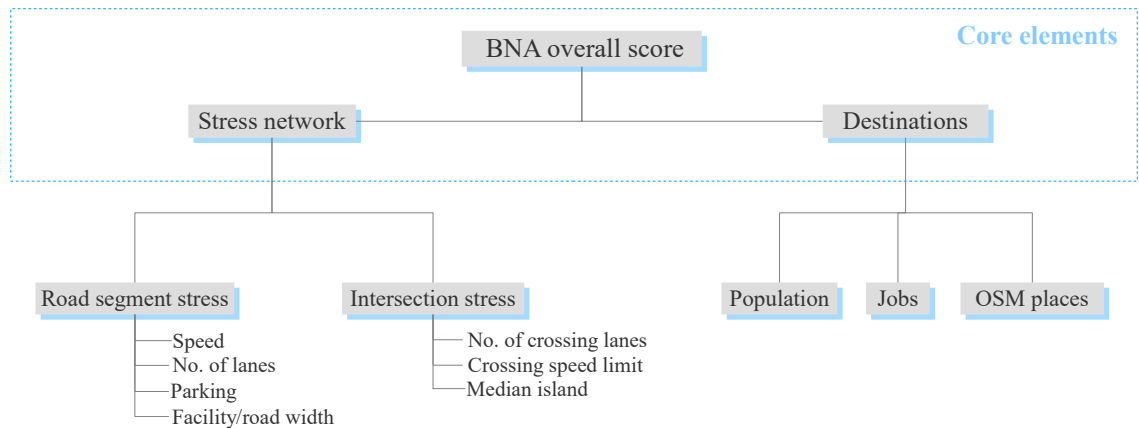 Core elements
BNA overall score
Stress network
Destinations
Road segment stress
Speed
No. of lanes
Parking
Facility/road width
Intersection stress
No. of crossing lanes
Crossing speed limit
Median island
Population
Jobs
OSM places